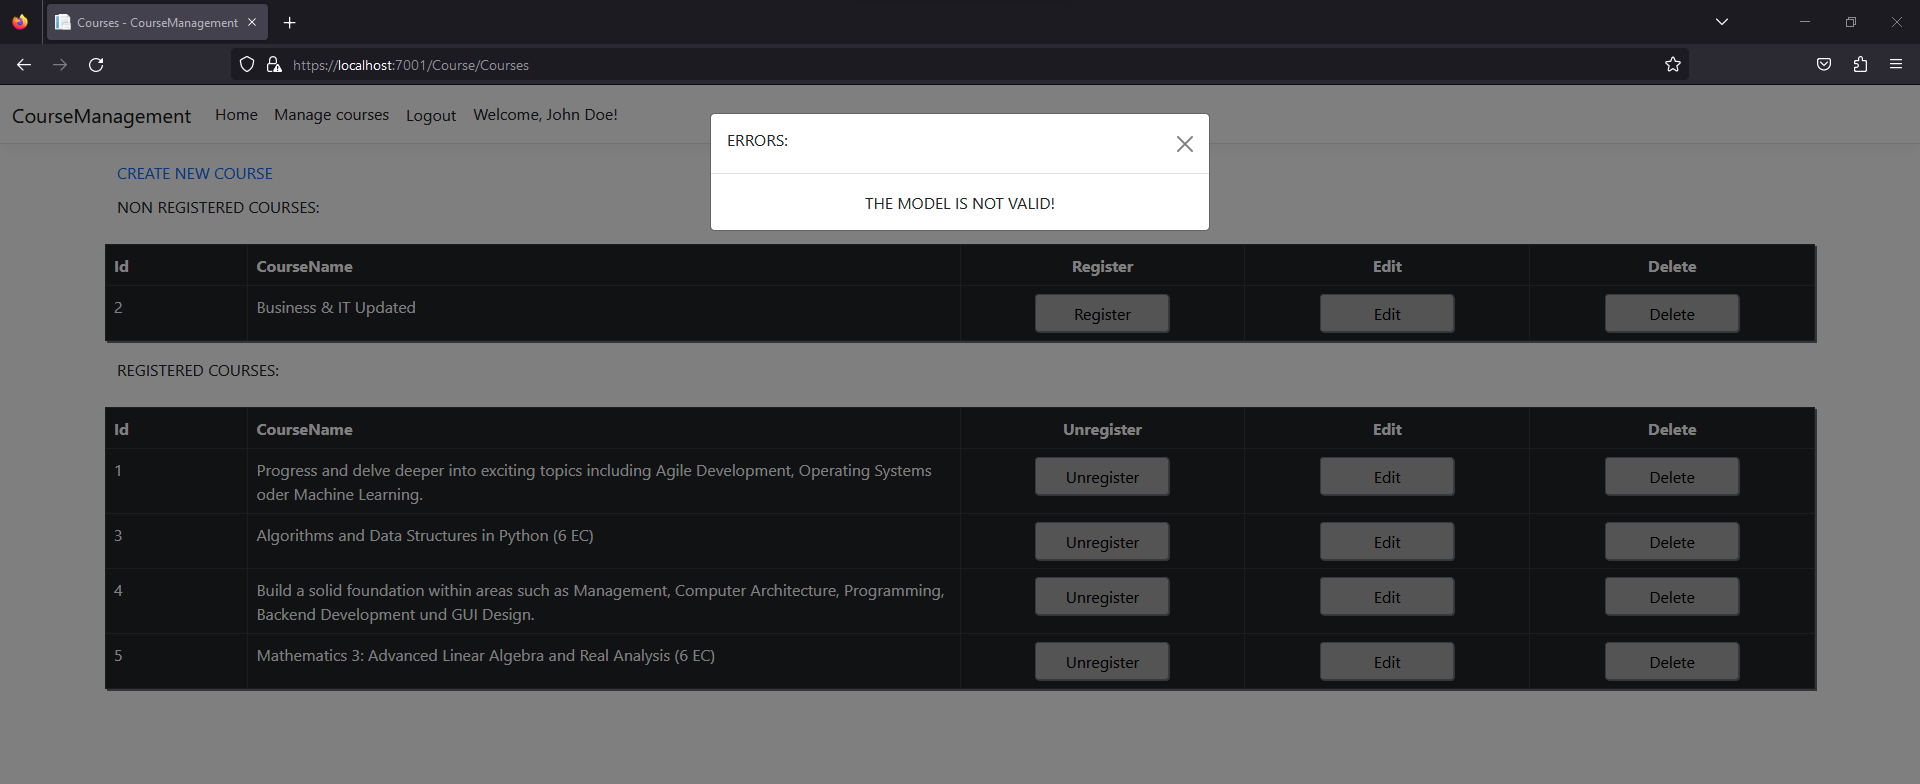 Courses - CourseManagement
https://localhost:7001/Course/Courses
CourseManagement Home Manage courses Logout Welcome, John Doe!
ERRORS:
THE MODEL IS NOT VALID!
CREATE NEW COURSE
NON REGISTERED COURSES:
Id CourseName Register Edit Delete
2 Business & IT Updated Register Edit Delete
REGISTERED COURSES:
Id CourseName Unregister Edit Delete
1 Progress and delve deeper into exciting topics including Agile Development, Operating Systems Unregister Edit Delete
oder Machine Learning.
3 Algorithms and Data Structures in Python (6 EC) Unregister Edit Delete
4 Build a solid foundation within areas such as Management, Computer Architecture, Programming, Unregister Edit Delete
Backend Development und GUI Design.
5 Mathematics 3: Advanced Linear Algebra and Real Analysis (6 EC) Unregister Edit Delete